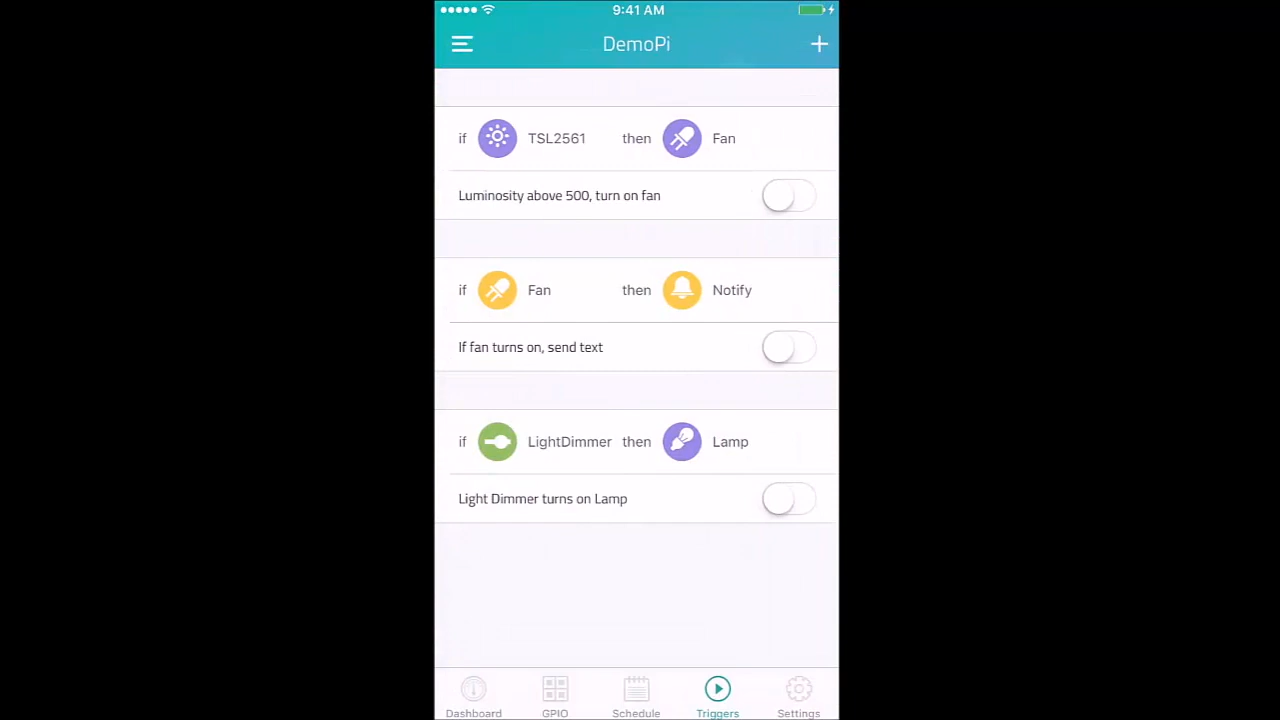 9:41 AM
DemoPi
if TSL2561 then Fan
Luminosity above 500, turn on fan
if Fan then Notify
If fan turns on, send text
if LightDimmer then Lamp
Light Dimmer turns on Lamp
Dashboard GPIO Schedule Triggers Settings